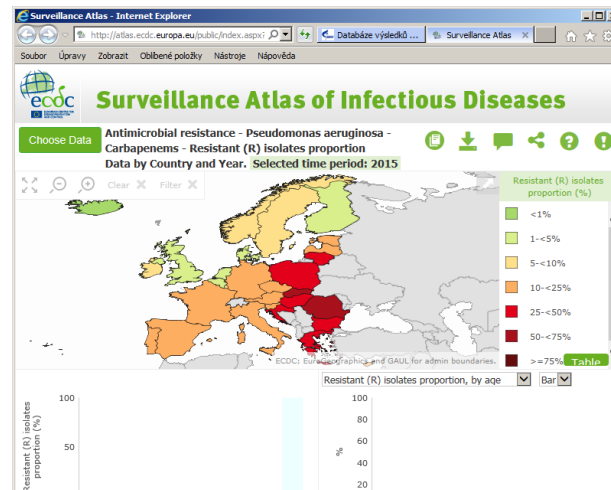 Surveillance Atlas - Internet Explorer
http://atlas.ecdc.europa.eu/public/index.aspx?
Databáze výsledků ...
Surveillance Atlas
Soubor Úpravy Zobrazit Oblíbené položky Nástroje Nápověda
ecdc
Surveillance Atlas of Infectious Diseases
Choose Data
Antimicrobial resistance - Pseudomonas aeruginosa -
Carbapenems - Resistant (R) isolates proportion
Data by Country and Year. Selected time period: 2015
Clear Filter
Resistant (R) isolates
proportion (%)
<1%
1-<5%
5-<10%
10-<25%
25-<50%
50-<75%
>=75%
Table
ECDC: EuroGeographics and GAUL for admin boundaries.
Resistant (R) isolates proportion, by age
Bar
Resistant (R) isolates
proportion (%)
100
50
%
100
80
60
40
20